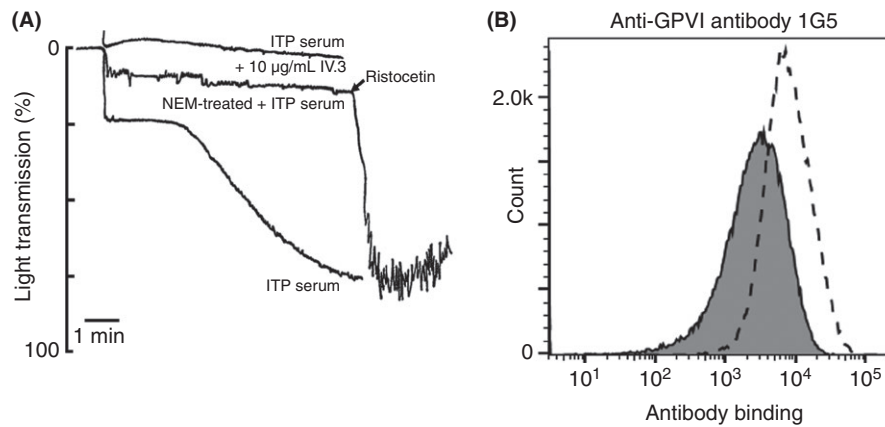 (A)
0
Light transmission (%)
100
1 min
ITP serum
+ 10 µg/mL IV.3
Ristocetin
NEM-treated + ITP serum
ITP serum
(B)
Anti-GPVI antibody 1G5
2.0k
Count
0
10¹ 10² 10³ 10⁴ 10⁵
Antibody binding